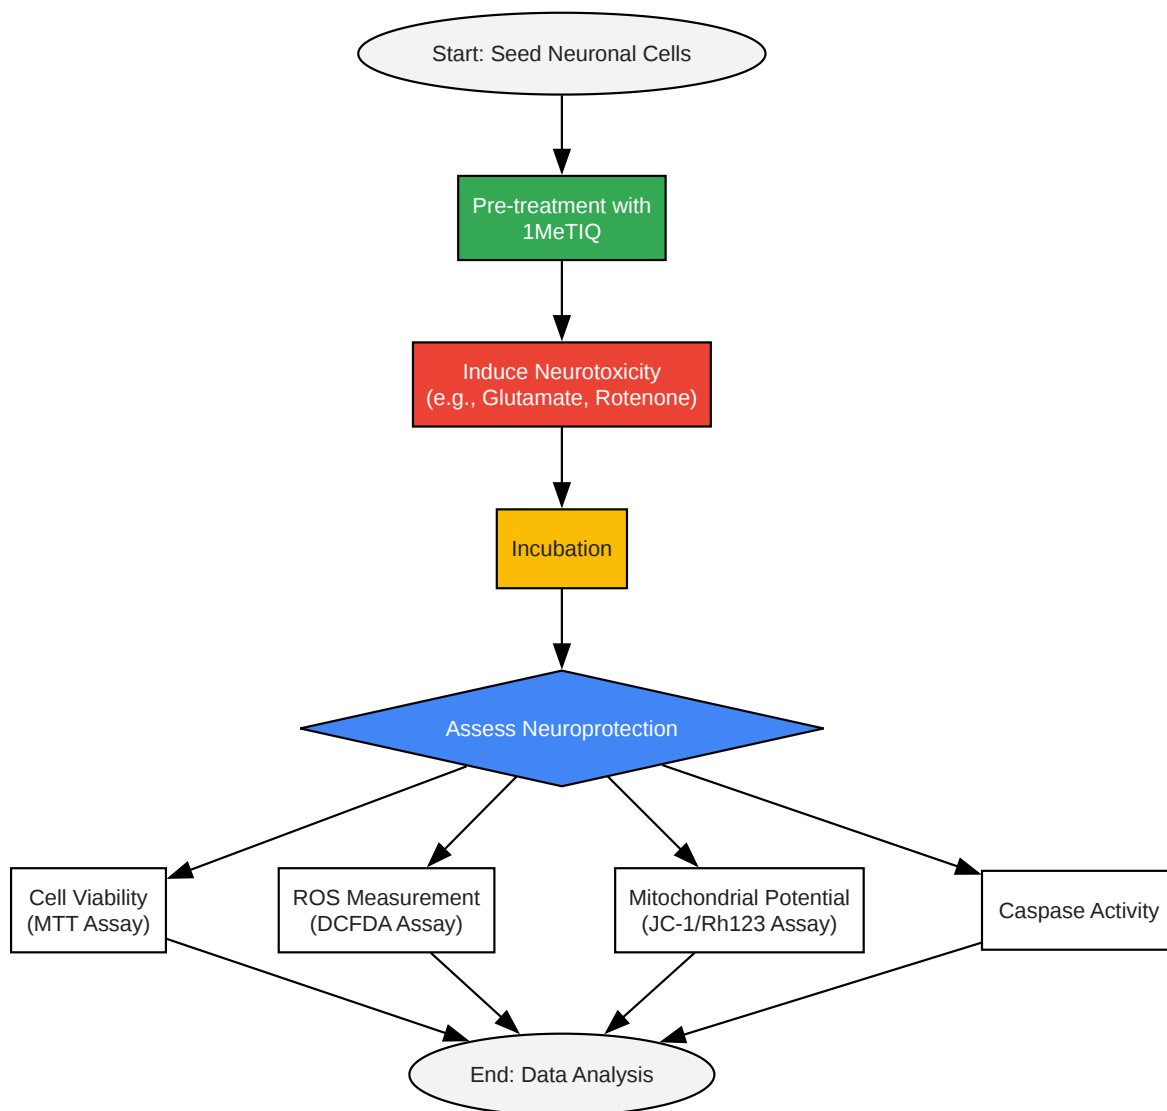 Start: Seed Neuronal Cells
Pre-treatment with
1MeTIQ
Induce Neurotoxicity
(e.g., Glutamate, Rotenone)
Incubation
Assess Neuroprotection
Cell Viability
(MTT Assay)
ROS Measurement
(DCFDA Assay)
Mitochondrial Potential
(JC-1/Rh123 Assay)
Caspase Activity
End: Data Analysis